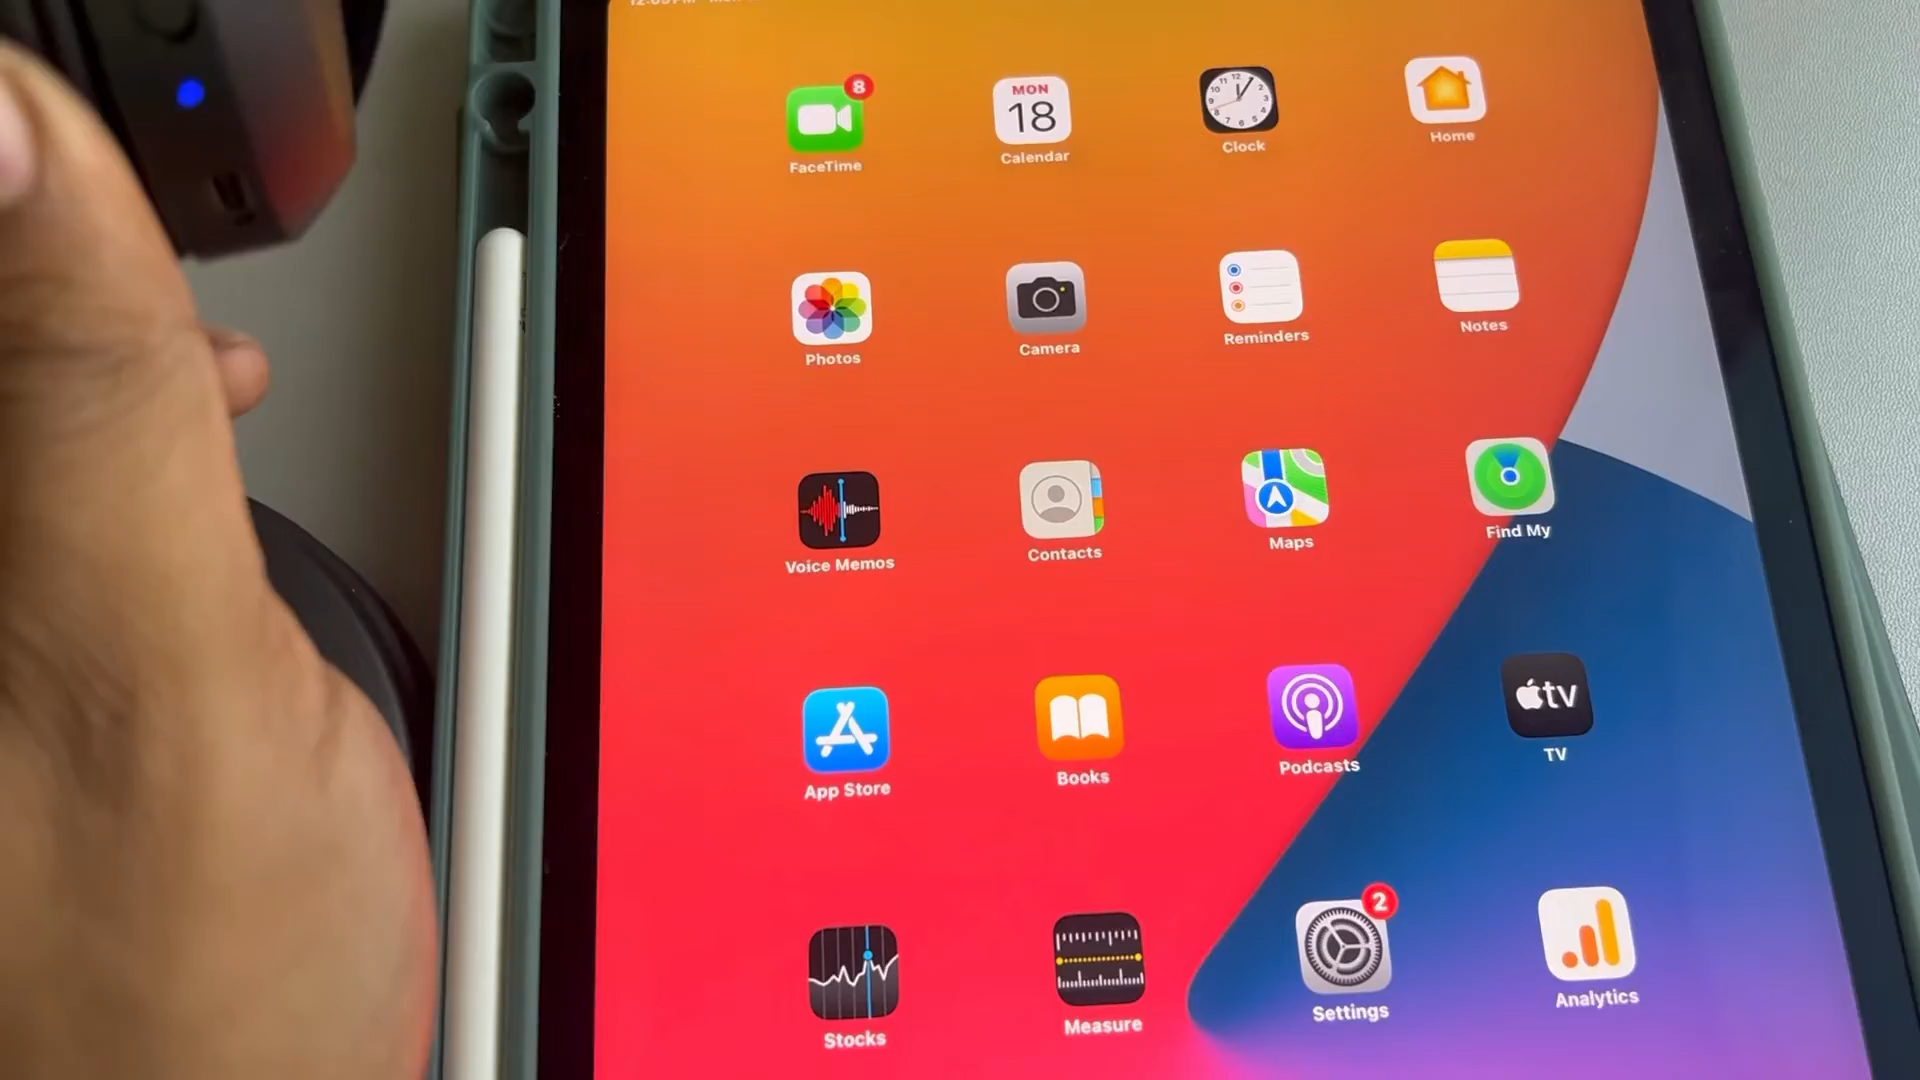 8
MON
18
FaceTime
Calendar
Clock
Home
Photos
Camera
Reminders
Notes
Voice Memos
Contacts
Maps
Find My
tv
App Store
Books
Podcasts
TV
2
Stocks
Measure
Settings
Analytics